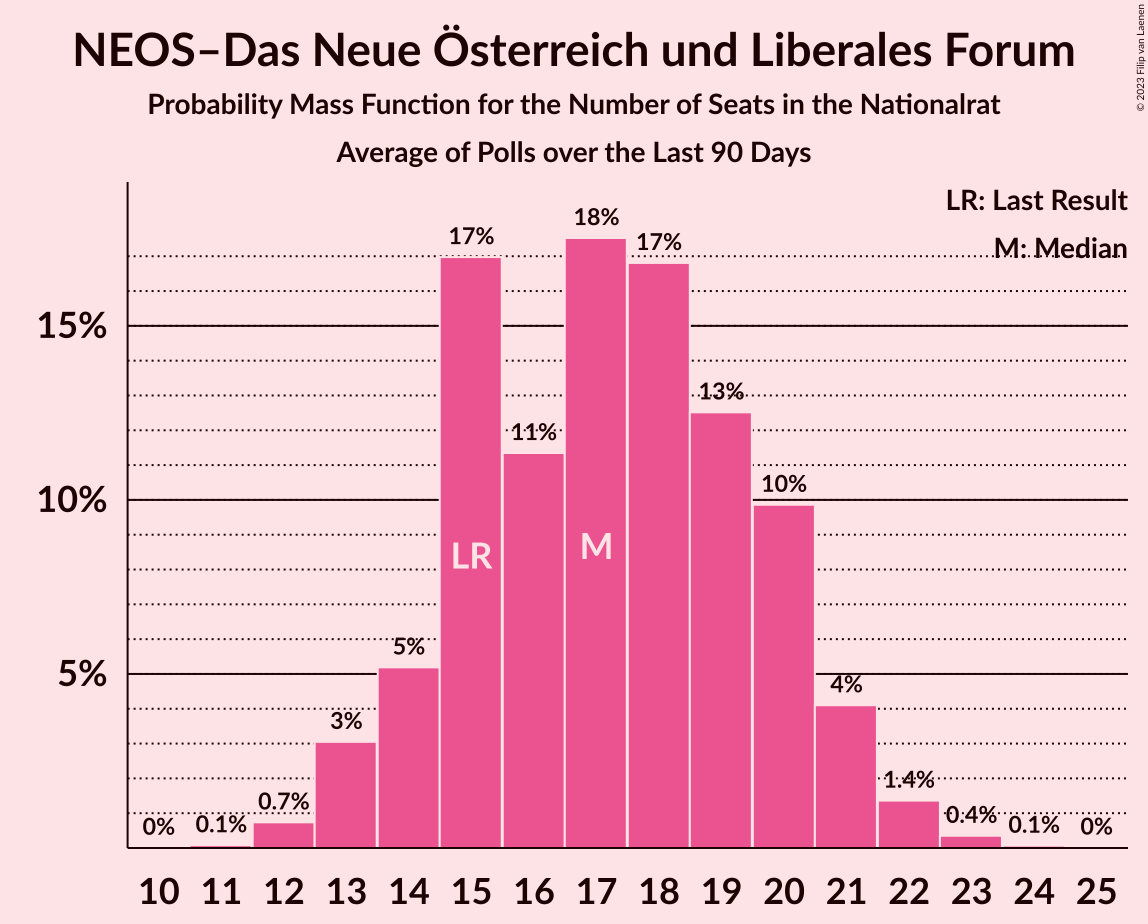 NEOS–Das Neue Österreich und Liberales Forum
Probability Mass Function for the Number of Seats in the Nationalrat
Average of Polls over the Last 90 Days
© 2023 Filip van Laenen
LR: Last Result
M: Median
15%
10%
5%
0%
0.1%
0.7%
3%
5%
17%
11%
18%
17%
13%
10%
4%
1.4%
0.4%
0.1%
0%
LR
M
10 11 12 13 14 15 16 17 18 19 20 21 22 23 24 25